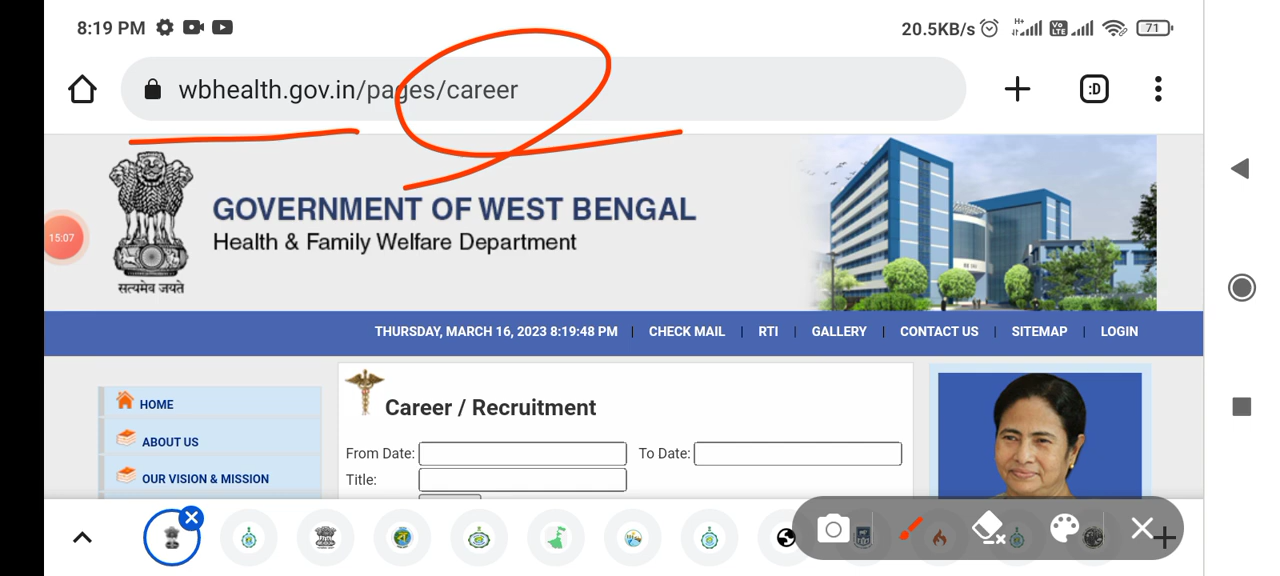 8:19 PM
20.5KB/s H+ Vo LTE 71
wbhealth.gov.in/pages/career
:D
सत्यमेव जयते
GOVERNMENT OF WEST BENGAL
Health & Family Welfare Department
15:07
THURSDAY, MARCH 16, 2023 8:19:48 PM | CHECK MAIL | RTI | GALLERY | CONTACT US | SITEMAP | LOGIN
HOME
ABOUT US
OUR VISION & MISSION
Career / Recruitment
From Date: To Date:
Title: